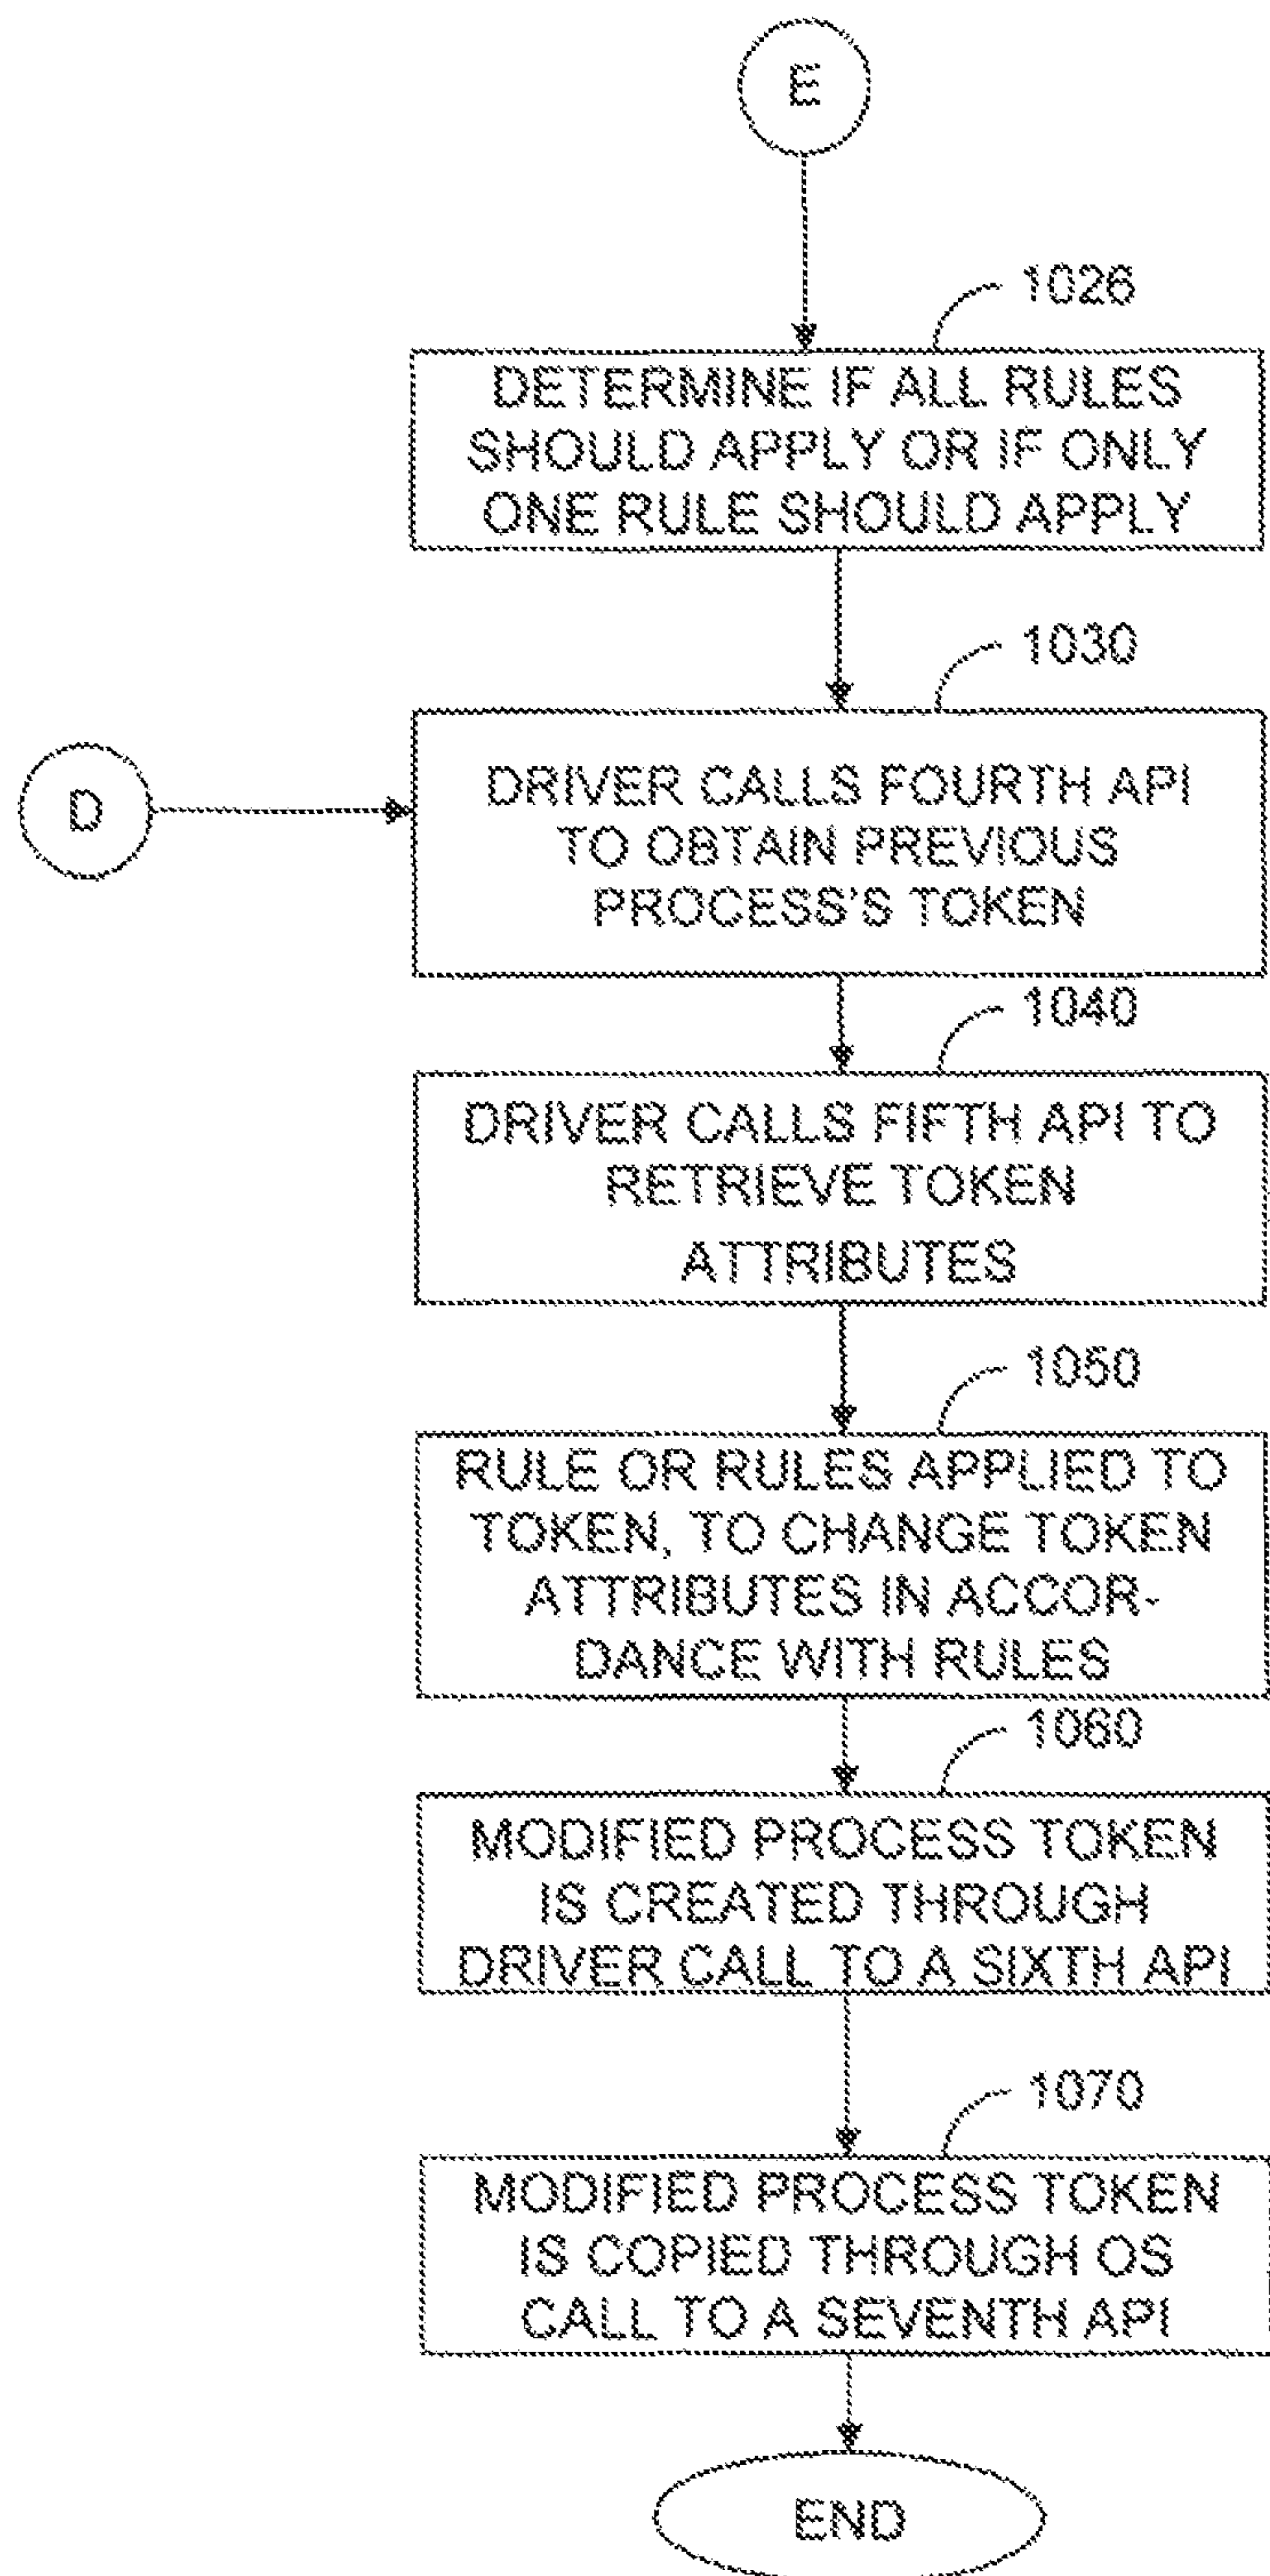 E
1026
DETERMINE IF ALL RULES
SHOULD APPLY OR IF ONLY
ONE RULE SHOULD APPLY
1030
D
DRIVER CALLS FOURTH API
TO OBTAIN PREVIOUS
PROCESS'S TOKEN
1040
DRIVER CALLS FIFTH API TO
RETRIEVE TOKEN
ATTRIBUTES
1050
RULE OR RULES APPLIED TO
TOKEN, TO CHANGE TOKEN
ATTRIBUTES IN ACCOR-
DANCE WITH RULES
1060
MODIFIED PROCESS TOKEN
IS CREATED THROUGH
DRIVER CALL TO A SIXTH API
1070
MODIFIED PROCESS TOKEN
IS COPIED THROUGH OS
CALL TO A SEVENTH API
END